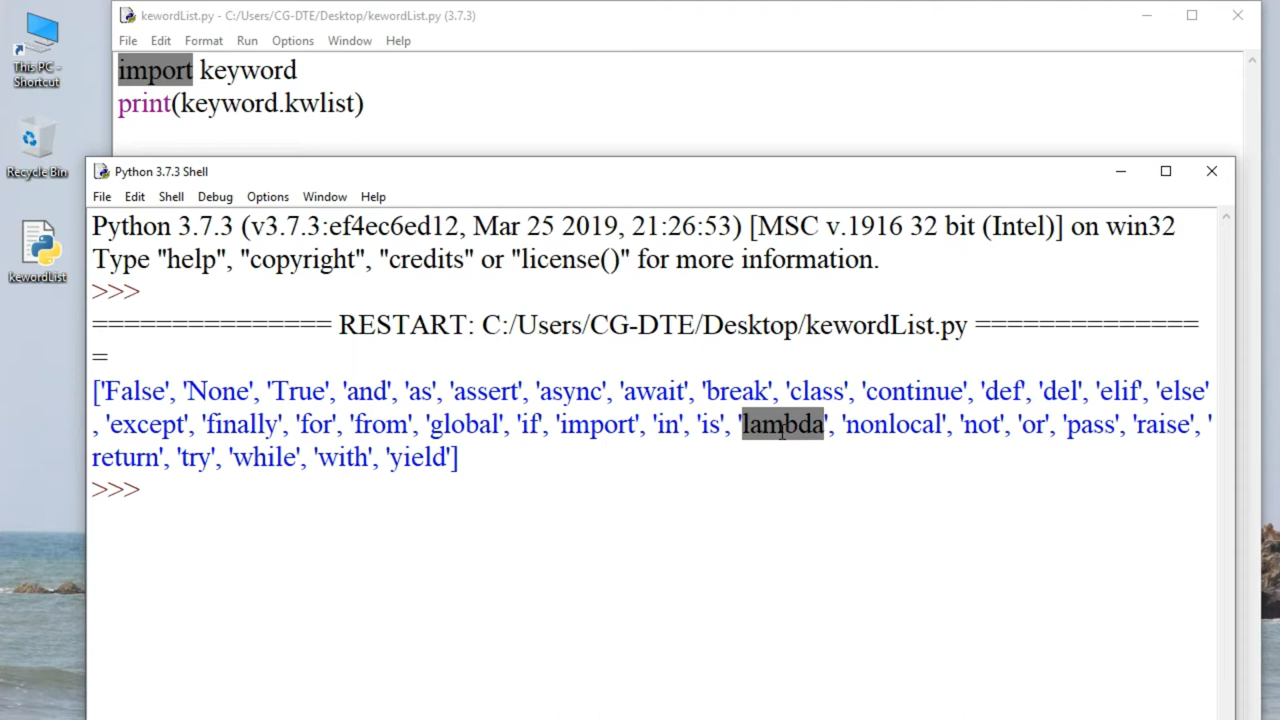 kewordList.py - C:/Users/CG-DTE/Desktop/kewordList.py (3.7.3)
File Edit Format Run Options Window Help
This PC - Shortcut
import keyword
print(keyword.kwlist)
Recycle Bin
Python 3.7.3 Shell
File Edit Shell Debug Options Window Help
kewordList
Python 3.7.3 (v3.7.3:ef4ec6ed12, Mar 25 2019, 21:26:53) [MSC v.1916 32 bit (Intel)] on win32
Type "help", "copyright", "credits" or "license()" for more information.
>>>
=============== RESTART: C:/Users/CG-DTE/Desktop/kewordList.py ==============
=
['False', 'None', 'True', 'and', 'as', 'assert', 'async', 'await', 'break', 'class', 'continue', 'def', 'del', 'elif', 'else'
, 'except', 'finally', 'for', 'from', 'global', 'if', 'import', 'in', 'is', 'lambda', 'nonlocal', 'not', 'or', 'pass', 'raise', '
return', 'try', 'while', 'with', 'yield']
>>>